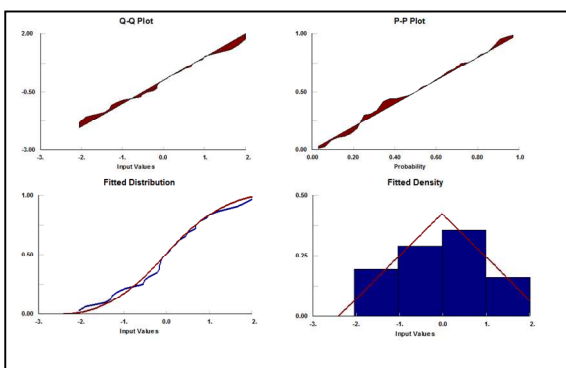 Q-Q Plot
2.00
-0.50
-3.00
-3. -2. -1. 0.0 1. 2.
Input Values
P-P Plot
1.00
0.50
0.00
0.00 0.20 0.40 0.60 0.80 1.0
Probability
Fitted Distribution
1.00
0.50
0.00
-3. -2. -1. 0.0 1. 2.
Input Values
Fitted Density
0.50
0.25
0.00
-3. -2. -1. 0.0 1. 2.
Input Values